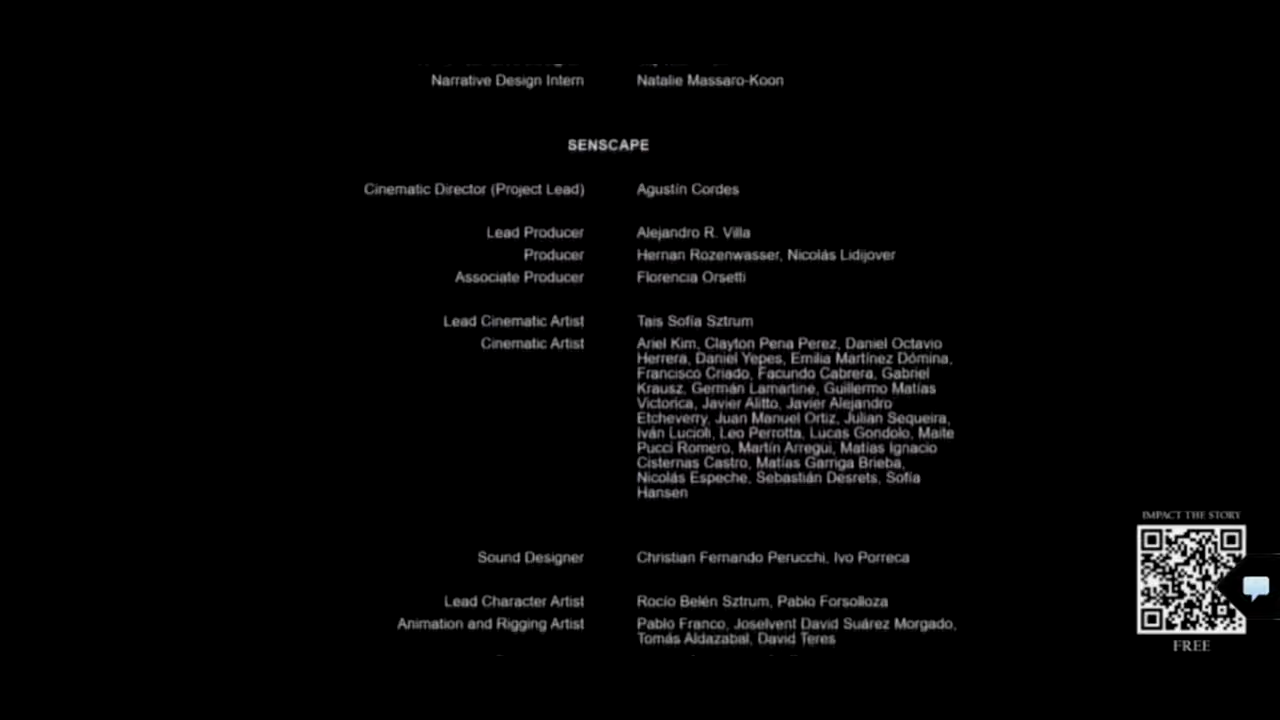 Narrative Design Intern Natalie Massaro-Koon
SENSCAPE
Cinematic Director (Project Lead) Agustín Cordes
Lead Producer Alejandro R. Villa
Producer Hernan Rozenwasser, Nicolás Lidijover
Associate Producer Florencia Orsetti
Lead Cinematic Artist Tais Sofía Sztrum
Cinematic Artist Ariel Kim, Clayton Pena Perez, Daniel Octavio
Herrera, Daniel Yepes, Emilia Martínez Dómina,
Francisco Criado, Facundo Cabrera, Gabriel
Krausz, Germán Lamartine, Guillermo Matías
Victorica, Javier Alitto, Javier Alejandro
Etcheverry, Juan Manuel Ortiz, Julian Sequeira,
Iván Lucioli, Leo Perrotta, Lucas Gondolo, Maite
Pucci Romero, Martín Arregui, Matías Ignacio
Cisternas Castro, Matías Garriga Brieba,
Nicolás Espeche, Sebastián Desrets, Sofía
Hansen
Sound Designer Christian Fernando Perucchi, Ivo Porreca
Lead Character Artist Rocío Belén Sztrum, Pablo Forsolloza
Animation and Rigging Artist Pablo Franco, Joselvent David Suárez Morgado,
Tomás Aldazabal, David Teres
IMPACT THE STORY
FREE